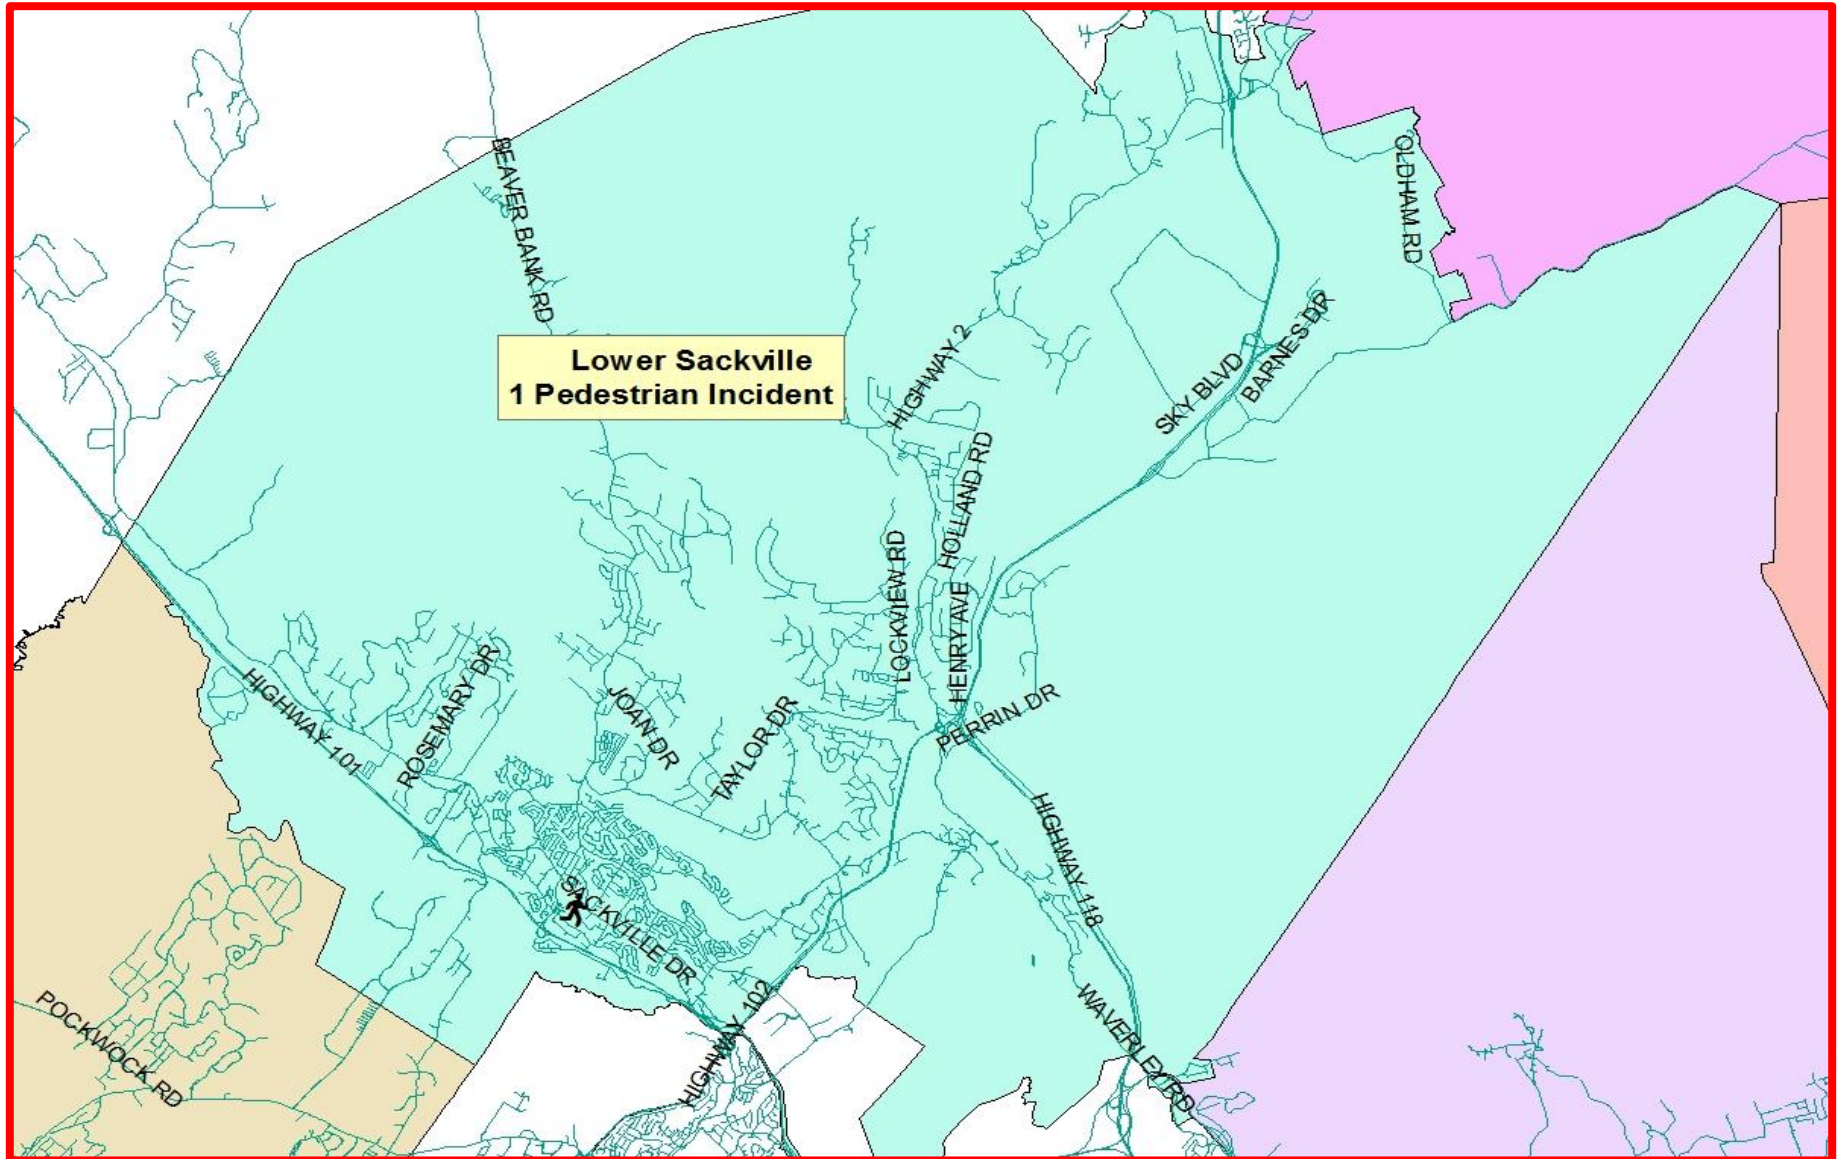 BEAVER BANK RD
OLDHAM RD
Lower Sackville
1 Pedestrian Incident
HIGHWAY 2
SKY BLVD
BARNES DR
HOLLAND RD
LOCKVIEW RD
HENRY AVE
HIGHWAY 101
ROSEMARY DR
JOAN DR
TAYLOR DR
PERRIN DR
HIGHWAY 118
SACKVILLE DR
POCKWOCK RD
HIGHWAY 102
WAVERLEY RD